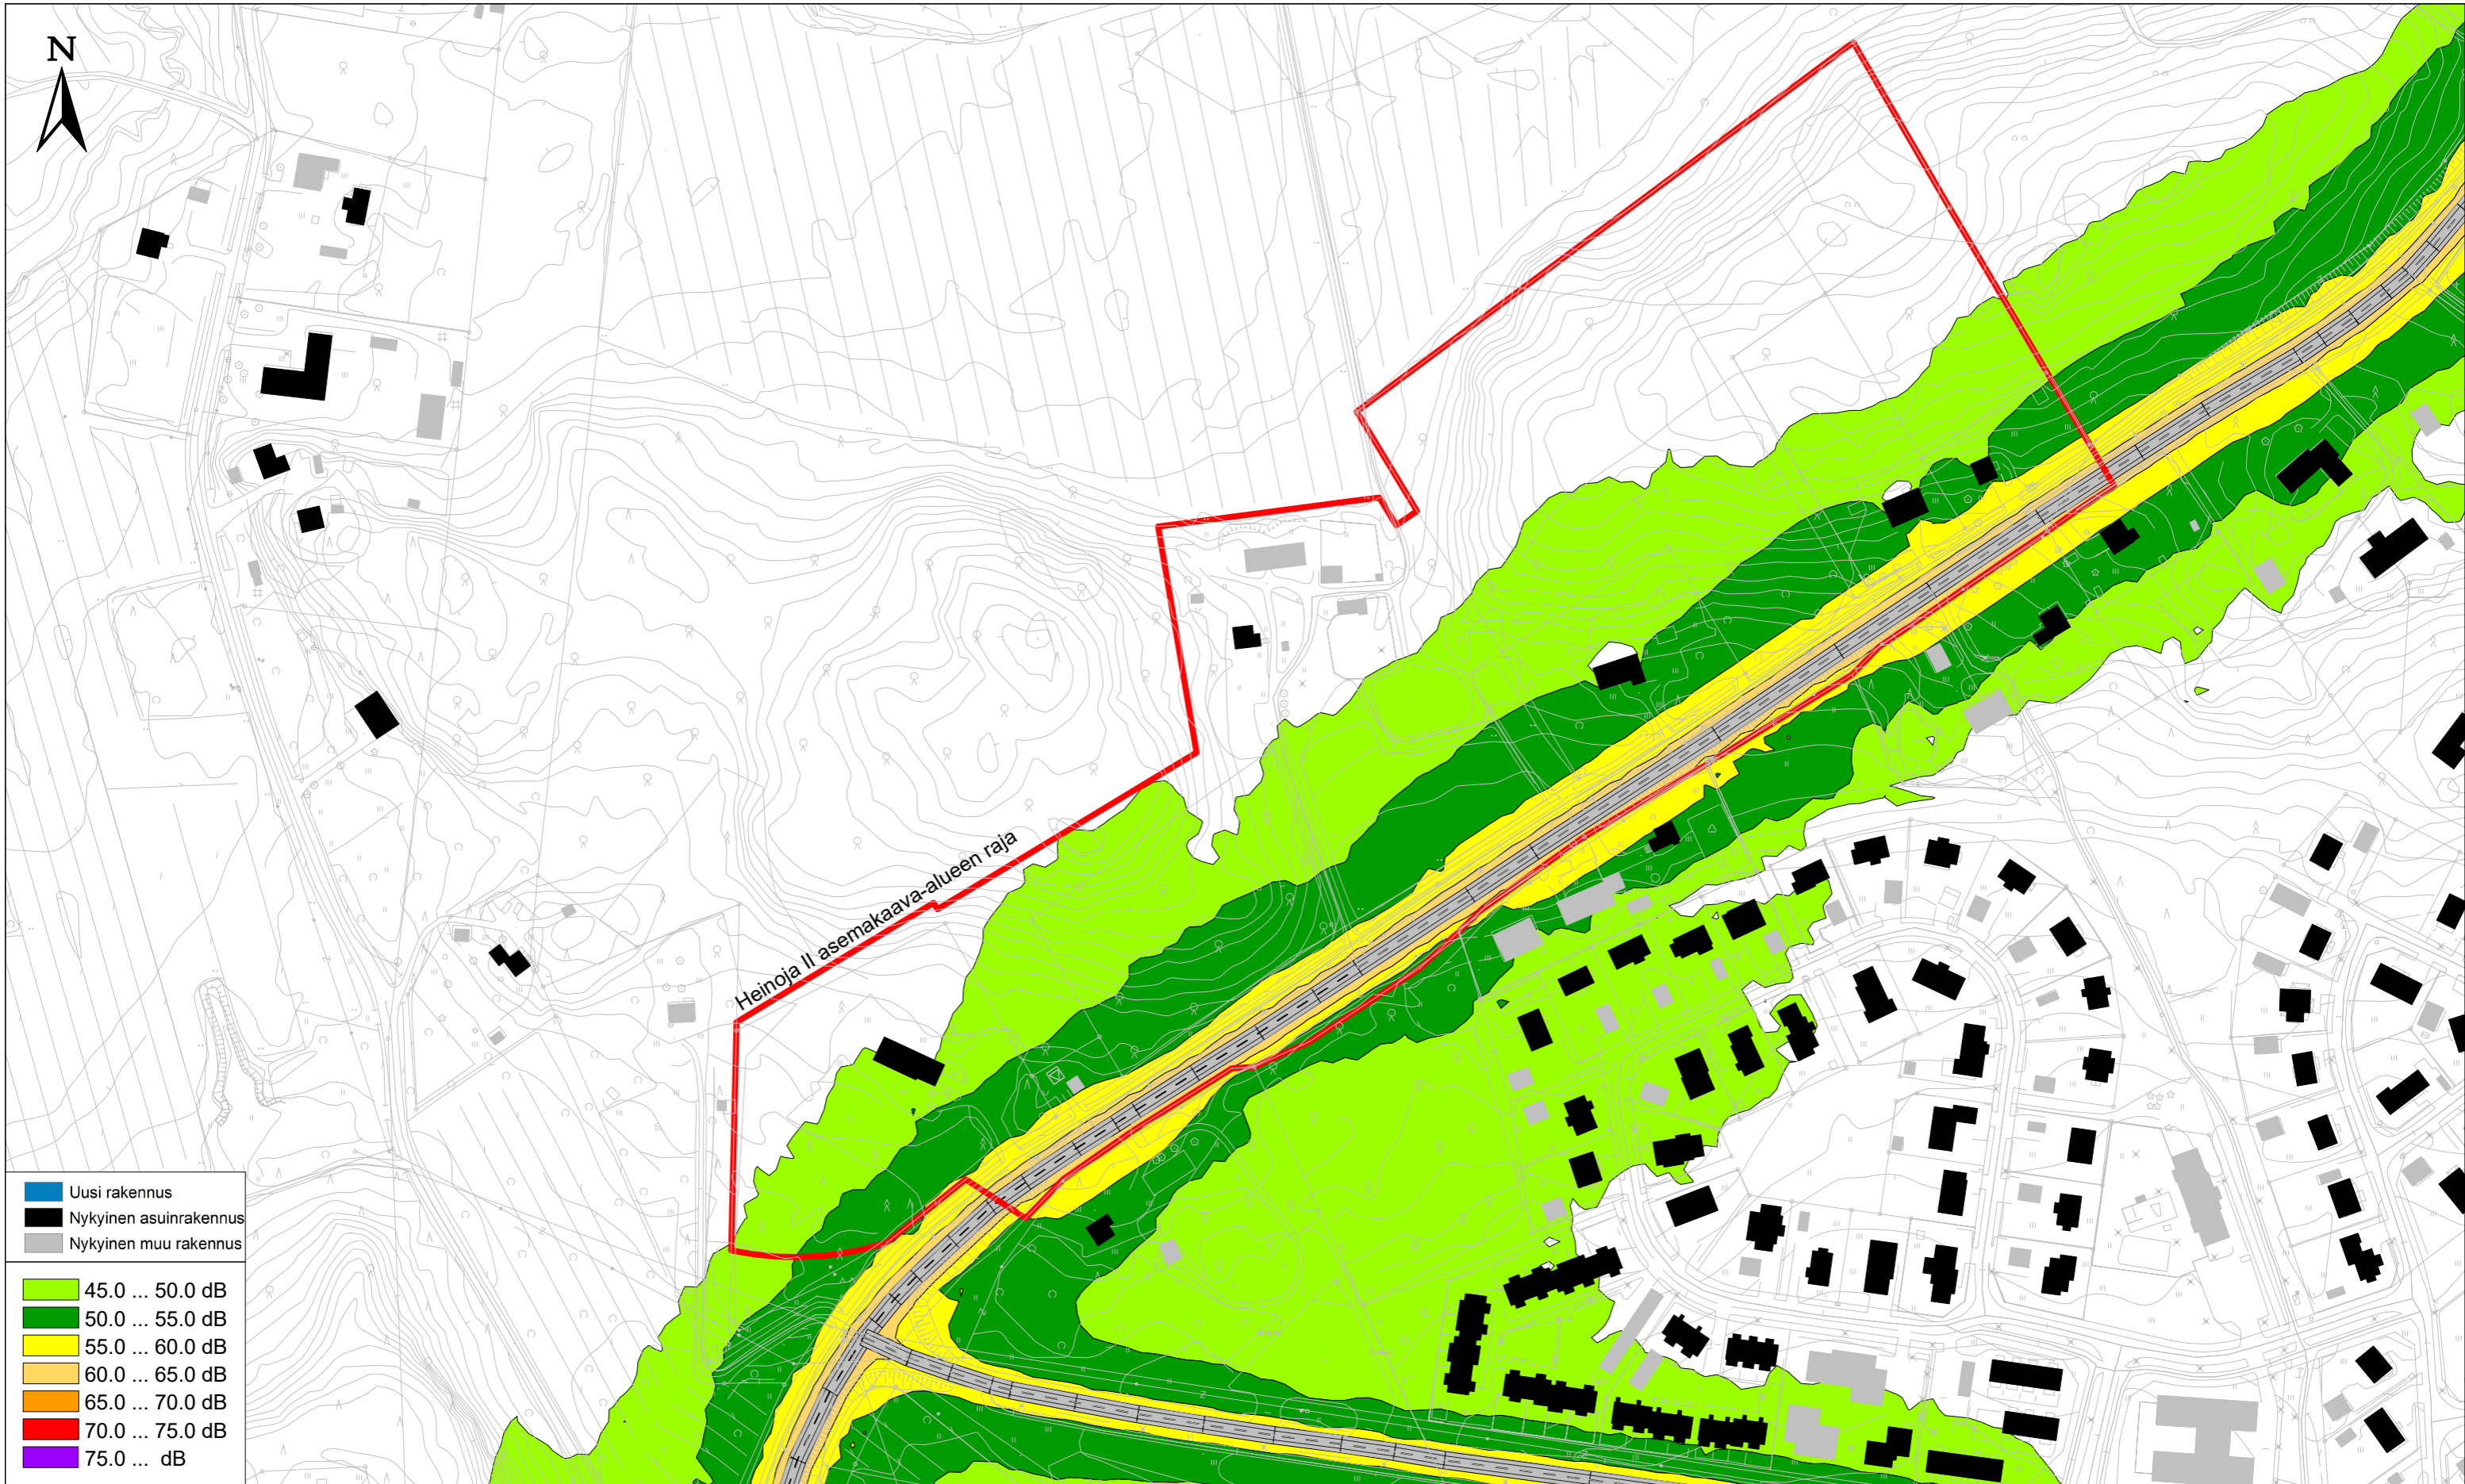 N
Heinoja II asemakaava-alueen raja
Uusi rakennus
Nykyinen asuinrakennus
Nykyinen muu rakennus
45.0 ... 50.0 dB
50.0 ... 55.0 dB
55.0 ... 60.0 dB
60.0 ... 65.0 dB
65.0 ... 70.0 dB
70.0 ... 75.0 dB
75.0 ... dB